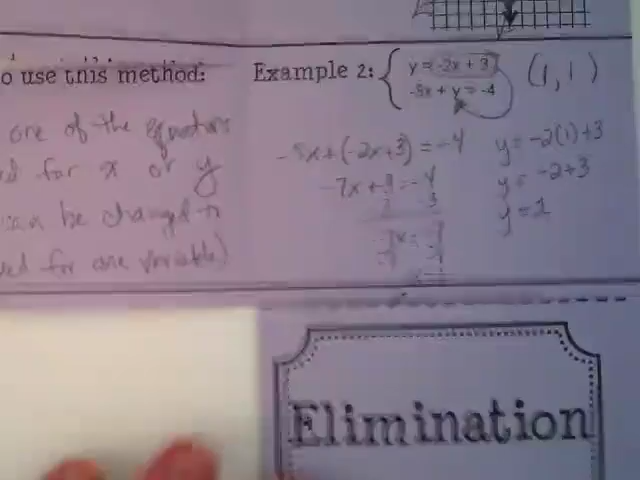 o use this method:
one of the equations
ed for x or y
can be changed to
ved for one variable)
Example 2:
y = -2x + 3
-5x + y = -4
(1, 1)
-5x+(-2x+3) = -4
-7x+3 = -4
-3 -3
-7x = -7
-7 -7
y = -2(1)+3
y = -2+3
y = 1
Elimination